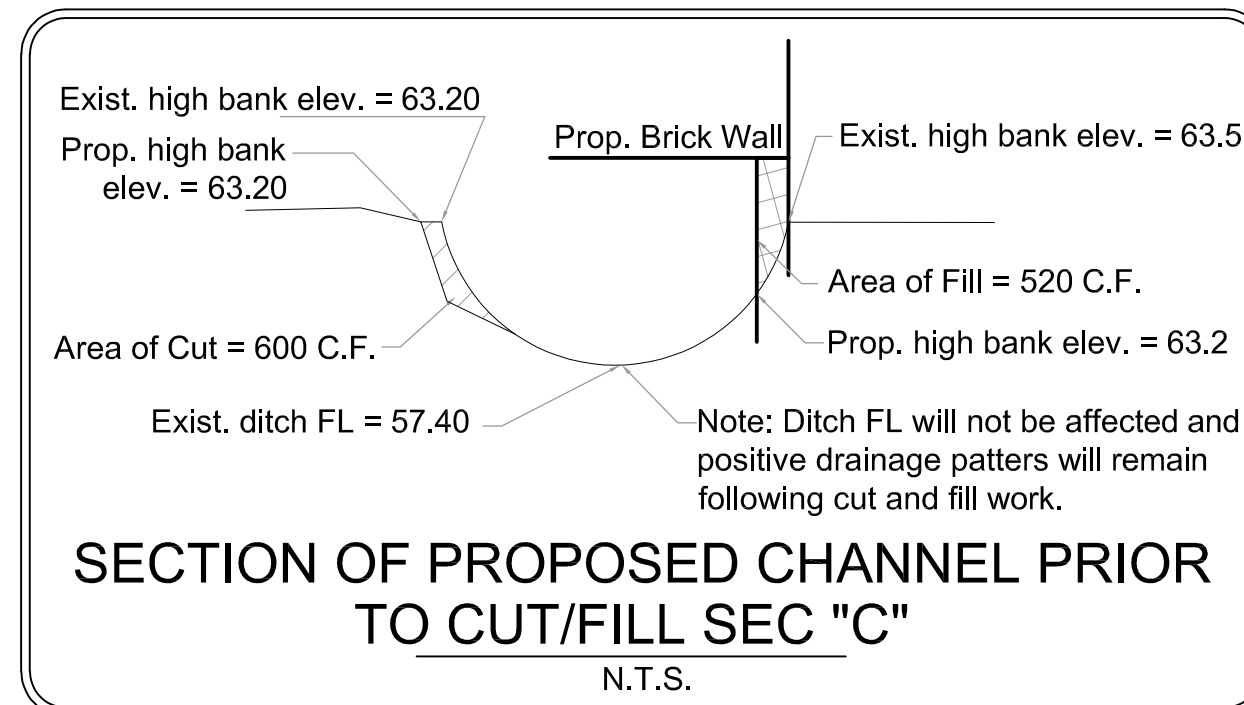 Exist. high bank elev. = 63.20
Prop. high bank
elev. = 63.20
Prop. Brick Wall
Exist. high bank elev. = 63.5
Area of Fill = 520 C.F.
Area of Cut = 600 C.F.
Prop. high bank elev. = 63.2
Exist. ditch FL = 57.40
Note: Ditch FL will not be affected and
positive drainage patters will remain
following cut and fill work.
SECTION OF PROPOSED CHANNEL PRIOR
TO CUT/FILL SEC "C"
N.T.S.